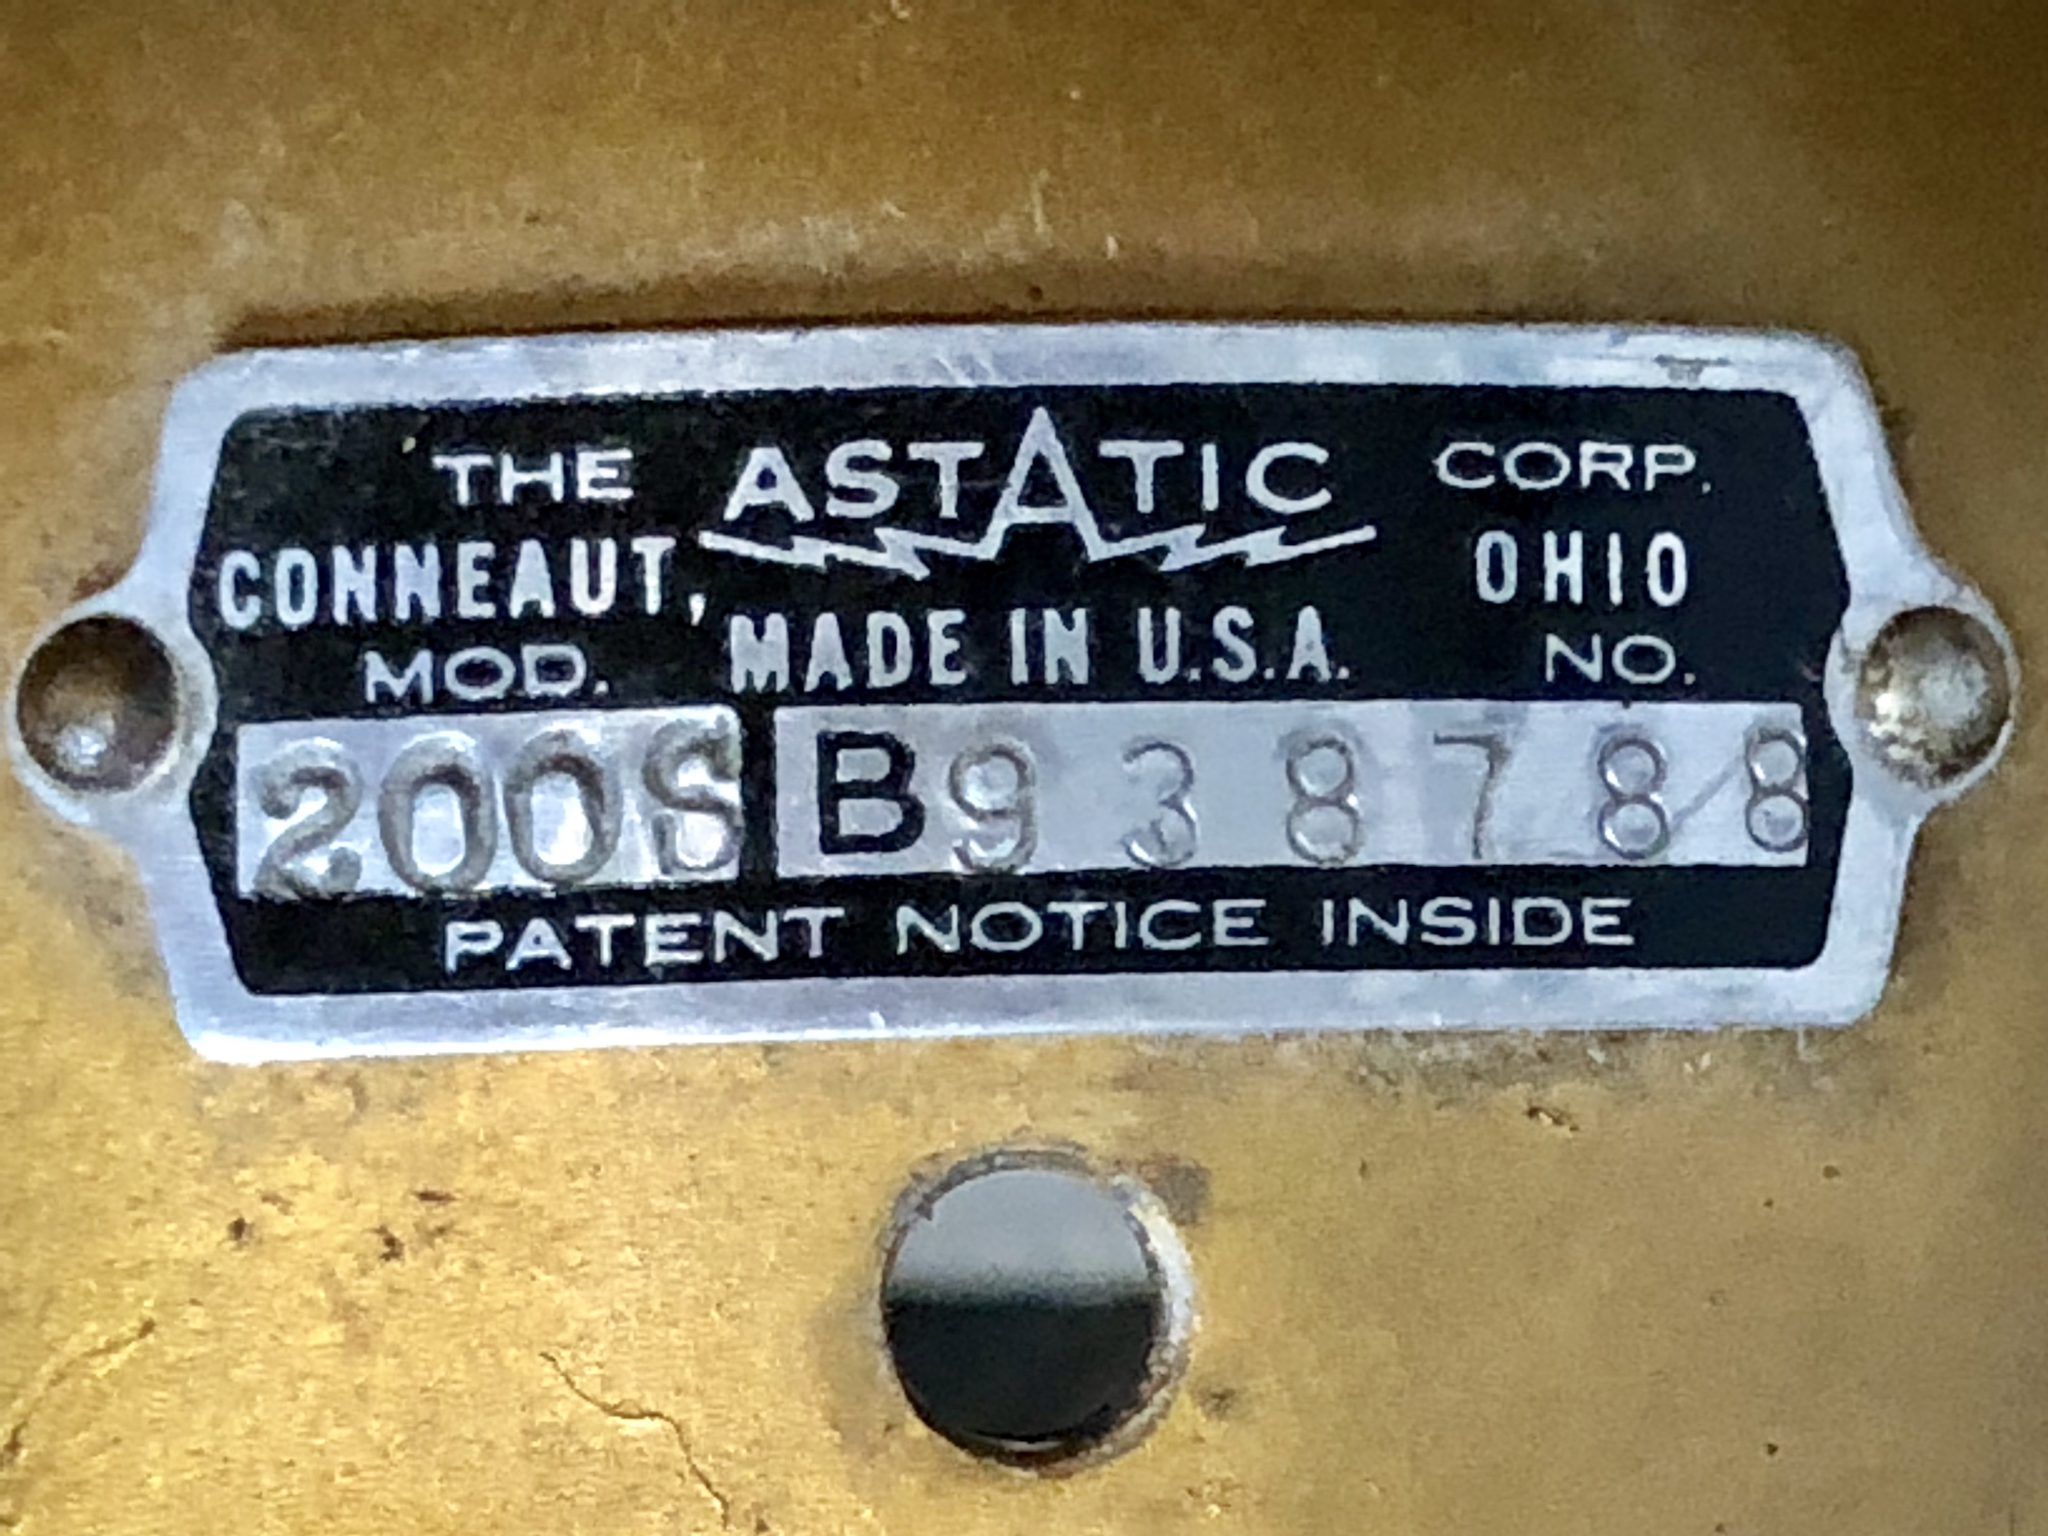 THE ASTATIC CORP.
CONNEAUT, OHIO
MADE IN U.S.A.
MOD. NO.
200S B938788
PATENT NOTICE INSIDE